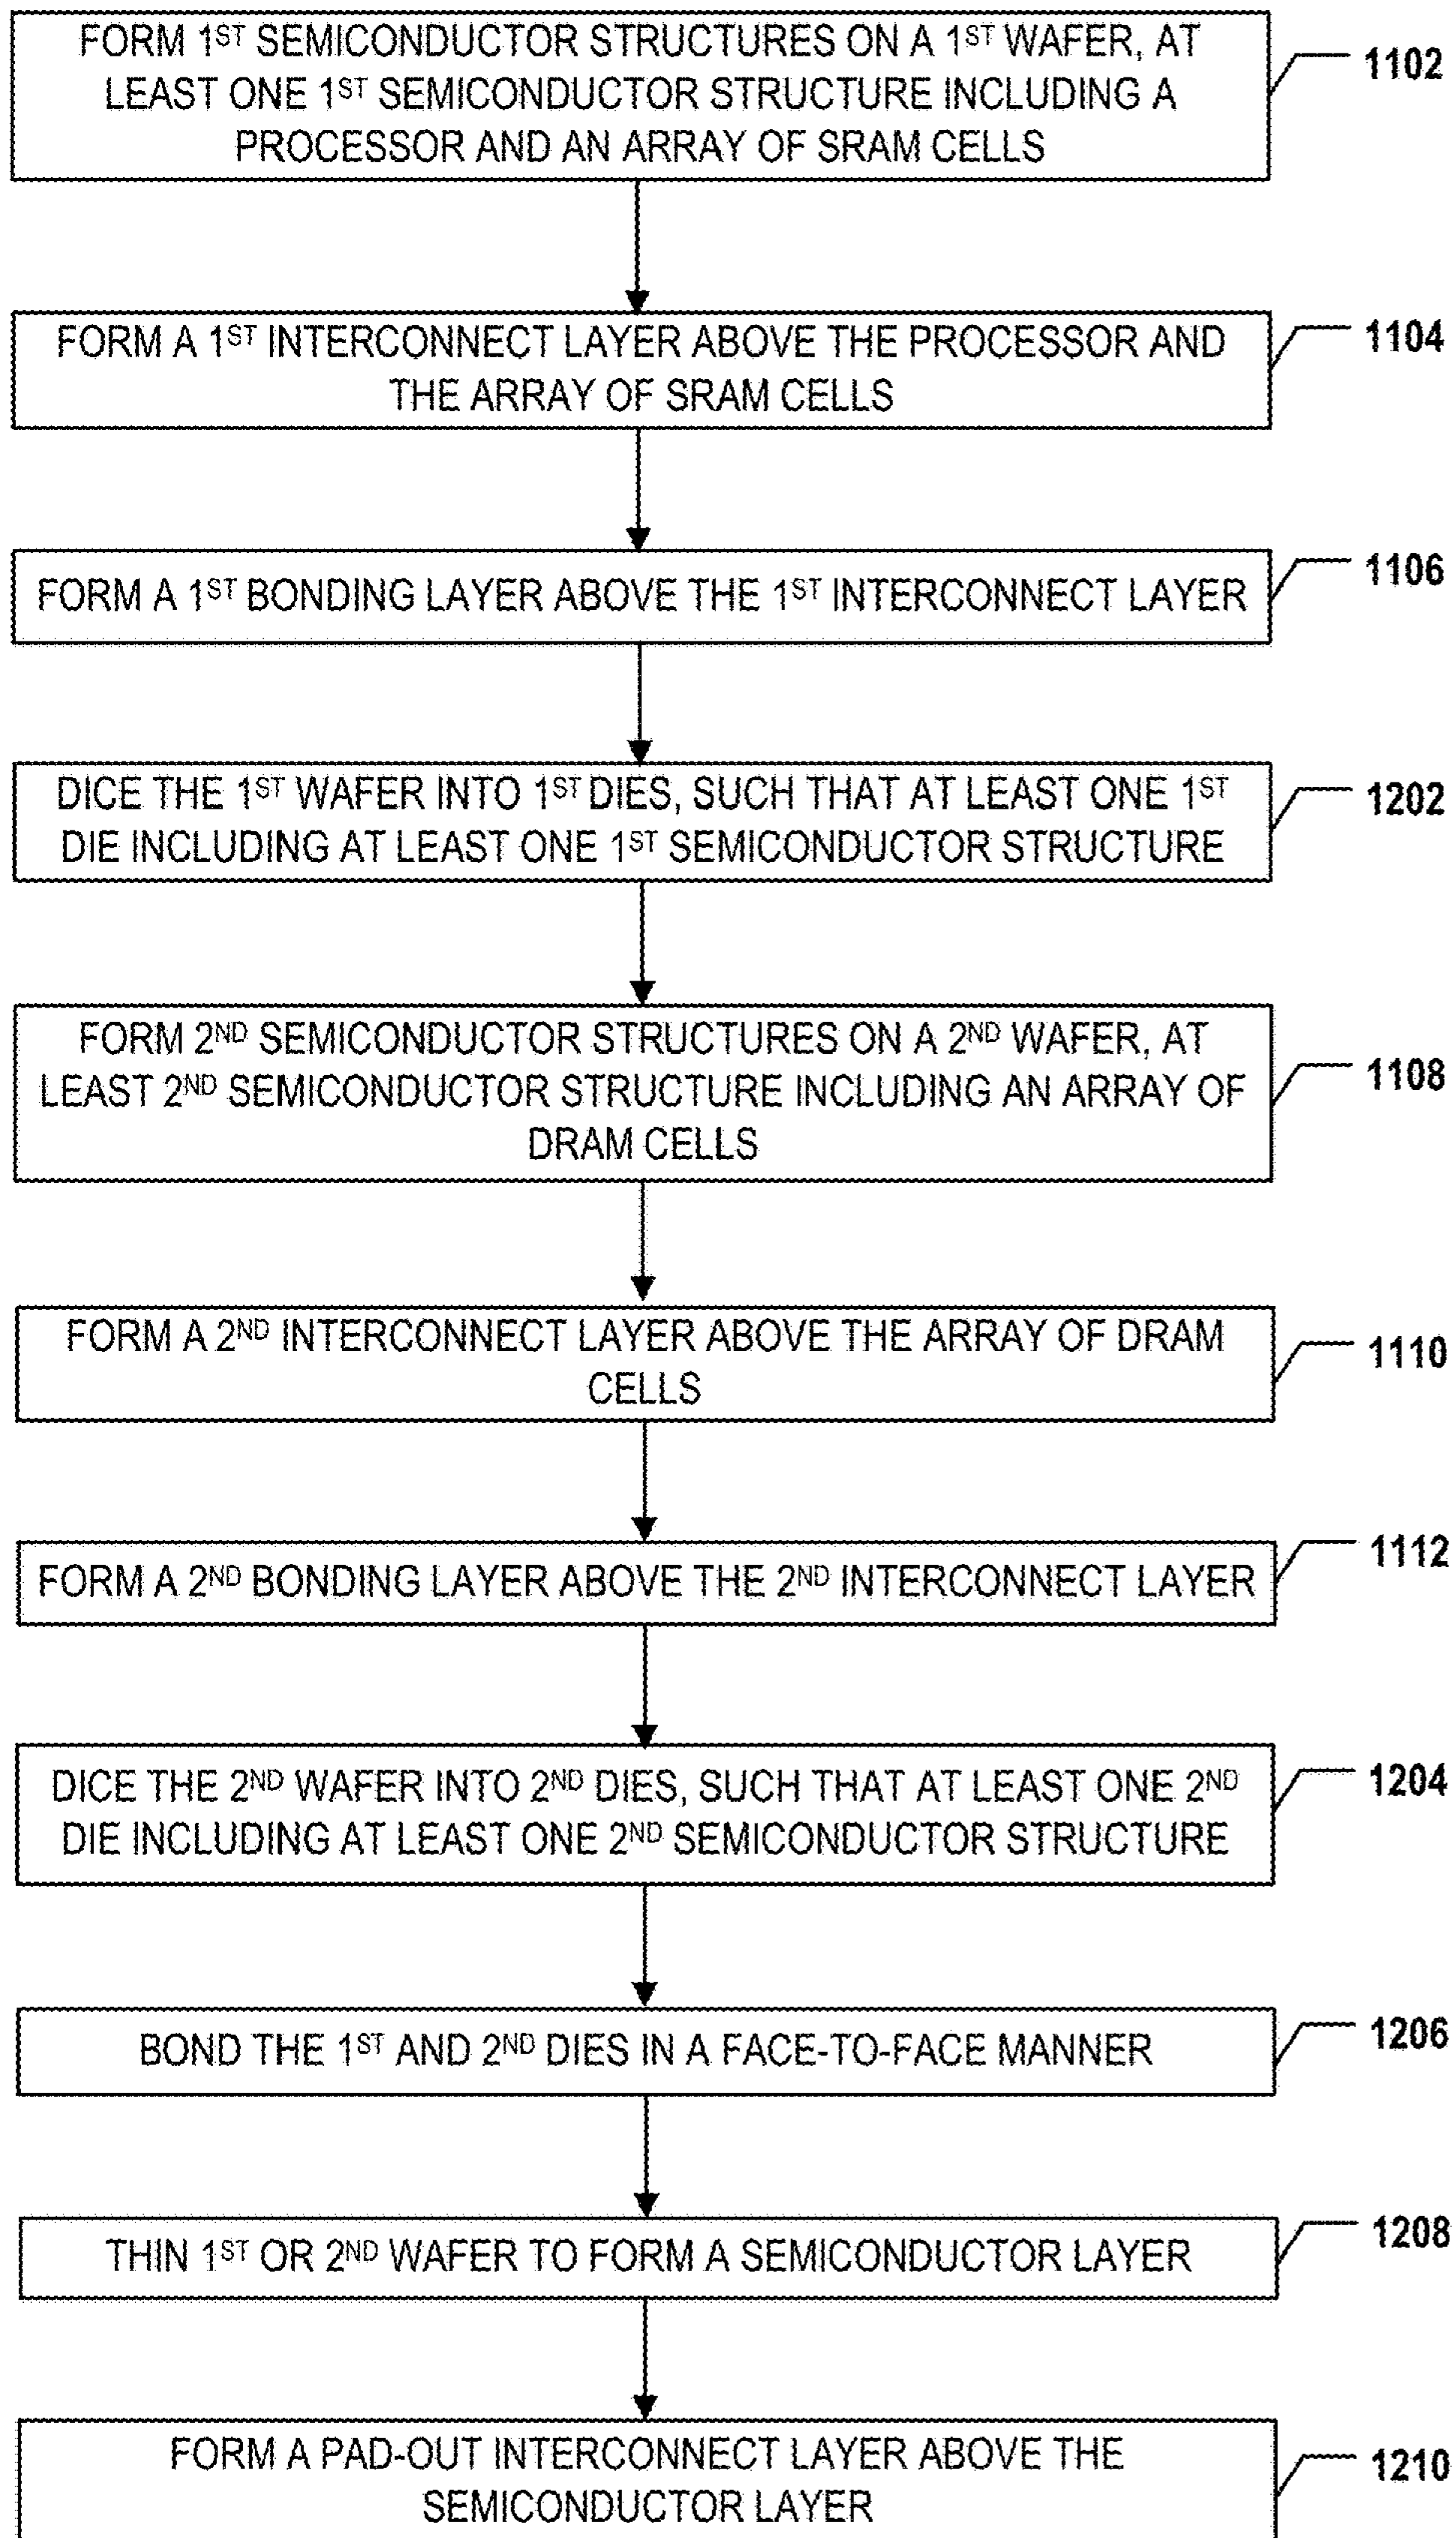 FORM 1ST SEMICONDUCTOR STRUCTURES ON A 1ST WAFER, AT
LEAST ONE 1ST SEMICONDUCTOR STRUCTURE INCLUDING A
PROCESSOR AND AN ARRAY OF SRAM CELLS
1102
FORM A 1ST INTERCONNECT LAYER ABOVE THE PROCESSOR AND
THE ARRAY OF SRAM CELLS
1104
FORM A 1ST BONDING LAYER ABOVE THE 1ST INTERCONNECT LAYER
1106
DICE THE 1ST WAFER INTO 1ST DIES, SUCH THAT AT LEAST ONE 1ST
DIE INCLUDING AT LEAST ONE 1ST SEMICONDUCTOR STRUCTURE
1202
FORM 2ND SEMICONDUCTOR STRUCTURES ON A 2ND WAFER, AT
LEAST 2ND SEMICONDUCTOR STRUCTURE INCLUDING AN ARRAY OF
DRAM CELLS
1108
FORM A 2ND INTERCONNECT LAYER ABOVE THE ARRAY OF DRAM
CELLS
1110
FORM A 2ND BONDING LAYER ABOVE THE 2ND INTERCONNECT LAYER
1112
DICE THE 2ND WAFER INTO 2ND DIES, SUCH THAT AT LEAST ONE 2ND
DIE INCLUDING AT LEAST ONE 2ND SEMICONDUCTOR STRUCTURE
1204
BOND THE 1ST AND 2ND DIES IN A FACE-TO-FACE MANNER
1206
THIN 1ST OR 2ND WAFER TO FORM A SEMICONDUCTOR LAYER
1208
FORM A PAD-OUT INTERCONNECT LAYER ABOVE THE
SEMICONDUCTOR LAYER
1210